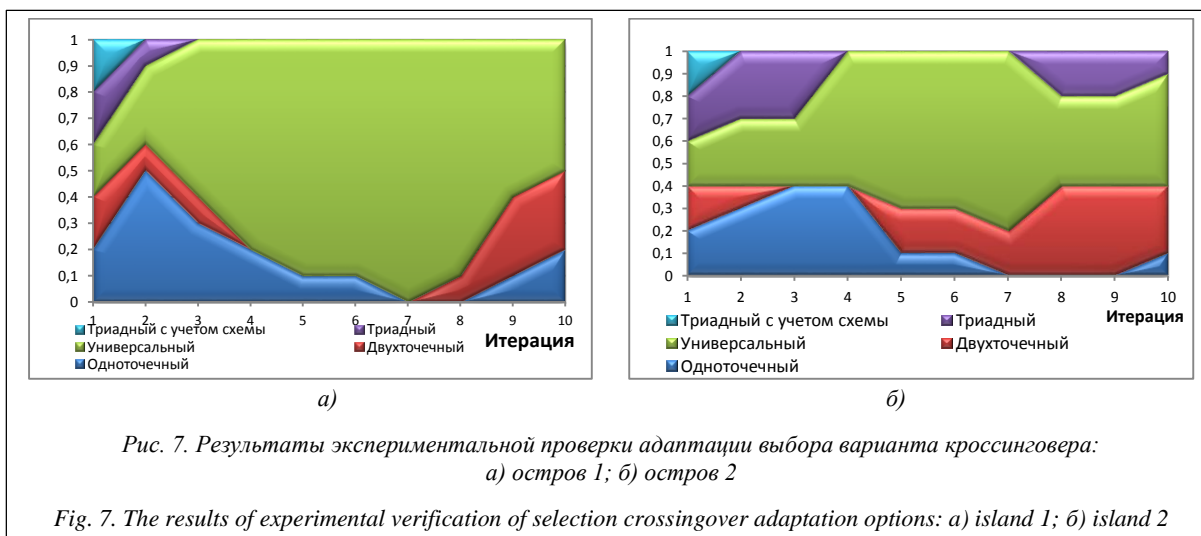 1
0,9
0,8
0,7
0,6
0,5
0,4
0,3
0,2
0,1
0
1 2 3 4 5 6 7 8 9 10
Триадный с учетом схемы Триадный Итерация
Универсальный Двухточечный
Одноточечный
а)
1
0,9
0,8
0,7
0,6
0,5
0,4
0,3
0,2
0,1
0
1 2 3 4 5 6 7 8 9 10
Триадный с учетом схемы Триадный Итерация
Универсальный Двухточечный
Одноточечный
б)
Рис. 7. Результаты экспериментальной проверки адаптации выбора варианта кроссинговера:
а) остров 1; б) остров 2
Fig. 7. The results of experimental verification of selection crossingover adaptation options: a) island 1; б) island 2